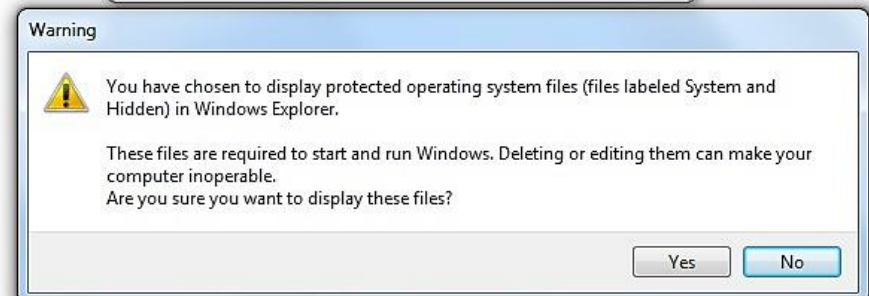 Warning
You have chosen to display protected operating system files (files labeled System and
Hidden) in Windows Explorer.
These files are required to start and run Windows. Deleting or editing them can make your
computer inoperable.
Are you sure you want to display these files?
Yes No